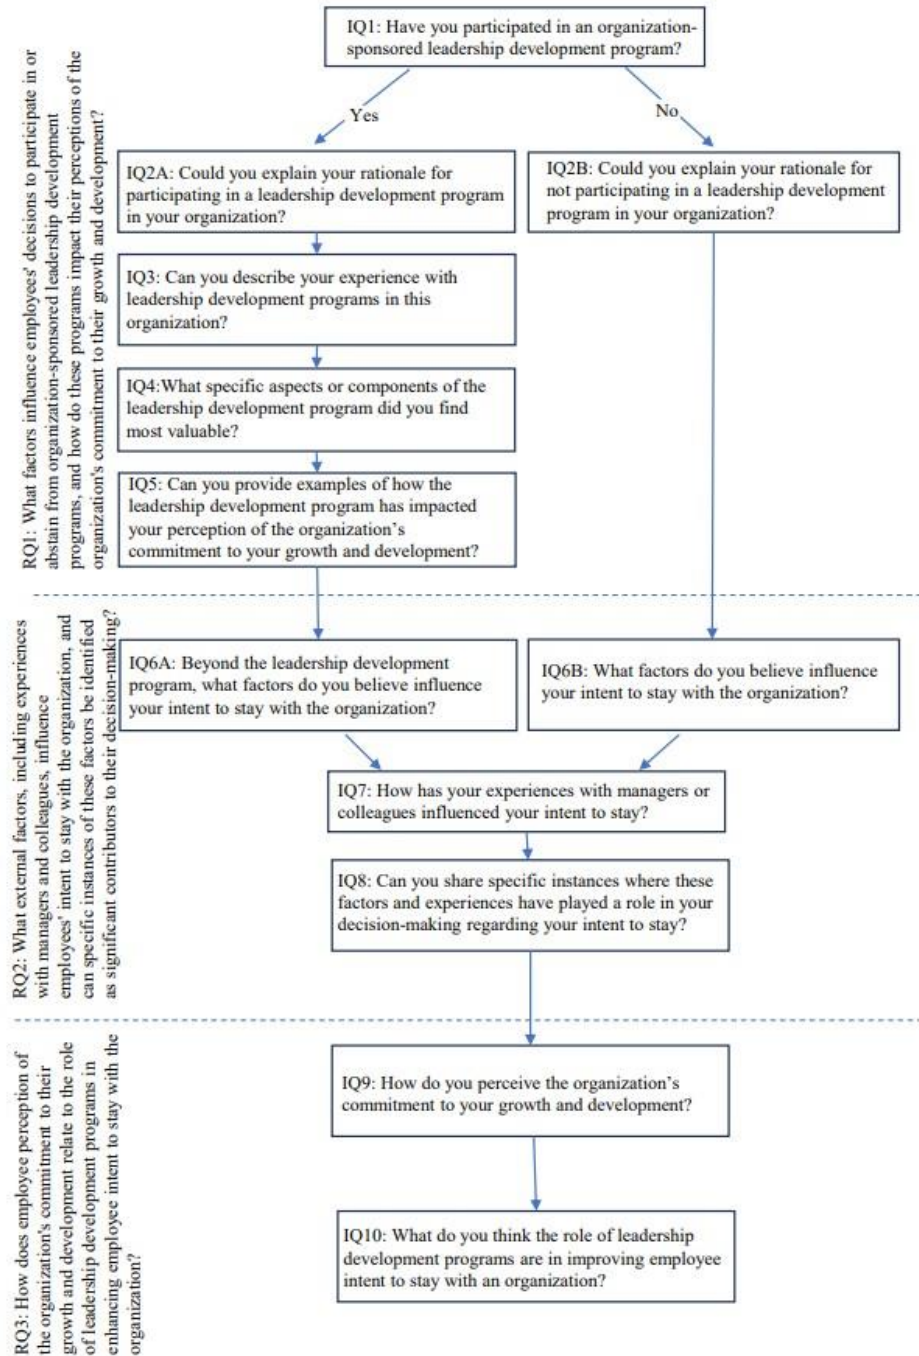 IQ1: Have you participated in an organization-
sponsored leadership development program?
Yes
No
RQ1: What factors influence employees' decisions to participate in or
abstain from organization-sponsored leadership development
programs, and how do these programs impact their perceptions of the
organization's commitment to their growth and development?
IQ2A: Could you explain your rationale for
participating in a leadership development program
in your organization?
IQ2B: Could you explain your rationale for
not participating in a leadership development
program in your organization?
IQ3: Can you describe your experience with
leadership development programs in this
organization?
IQ4:What specific aspects or components of the
leadership development program did you find
most valuable?
IQ5: Can you provide examples of how the
leadership development program has impacted
your perception of the organization's
commitment to your growth and development?
RQ2: What external factors, including experiences
with managers and colleagues, influence
employees' intent to stay with the organization, and
can specific instances of these factors be identified
as significant contributors to their decision-making?
IQ6A: Beyond the leadership development
program, what factors do you believe influence
your intent to stay with the organization?
IQ6B: What factors do you believe influence
your intent to stay with the organization?
IQ7: How has your experiences with managers or
colleagues influenced your intent to stay?
IQ8: Can you share specific instances where these
factors and experiences have played a role in your
decision-making regarding your intent to stay?
RQ3: How does employee perception of
the organization's commitment to their
growth and development relate to the role
of leadership development programs in
enhancing employee intent to stay with the
organization?
IQ9: How do you perceive the organization's
commitment to your growth and development?
IQ10: What do you think the role of leadership
development programs are in improving employee
intent to stay with an organization?